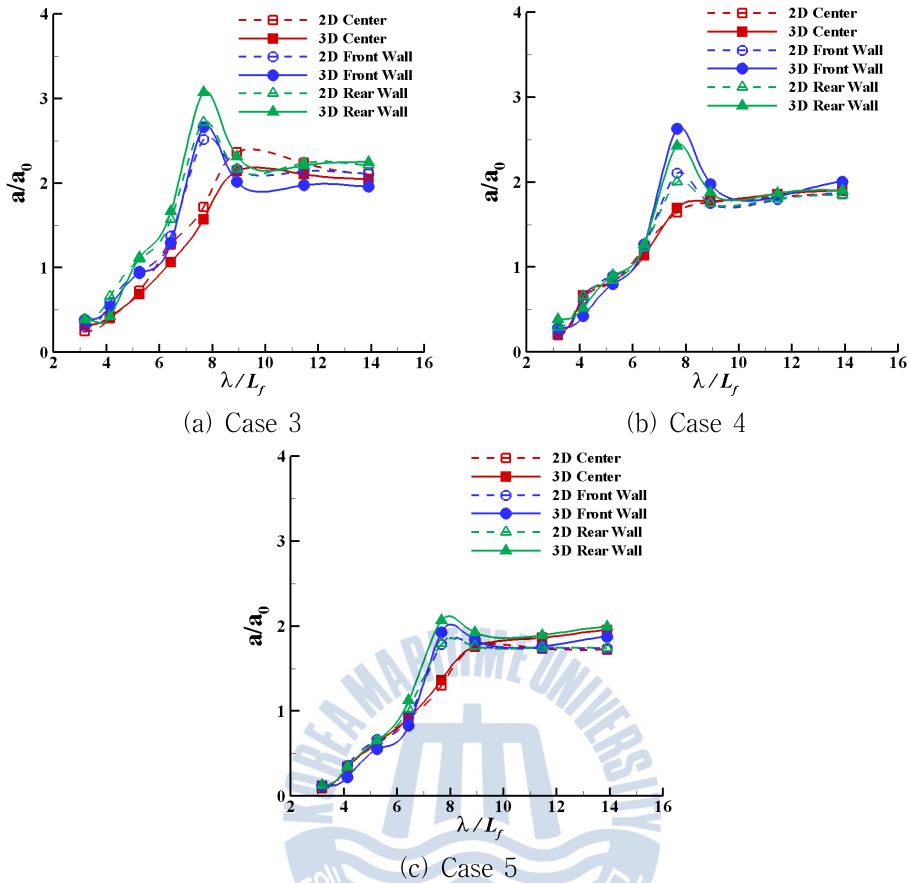 2D Center
3D Center
2D Front Wall
3D Front Wall
2D Rear Wall
3D Rear Wall
a/a0
4
3
2
1
0
2 4 6 8 10 12 14 16
λ/Lf
(a) Case 3
2D Center
3D Center
2D Front Wall
3D Front Wall
2D Rear Wall
3D Rear Wall
a/a0
4
3
2
1
0
2 4 6 8 10 12 14 16
λ/Lf
(b) Case 4
2D Center
3D Center
2D Front Wall
3D Front Wall
2D Rear Wall
3D Rear Wall
a/a0
4
3
2
1
0
2 4 6 8 10 12 14 16
λ/Lf
(c) Case 5
KOREA MARITIME UNIVERSITY